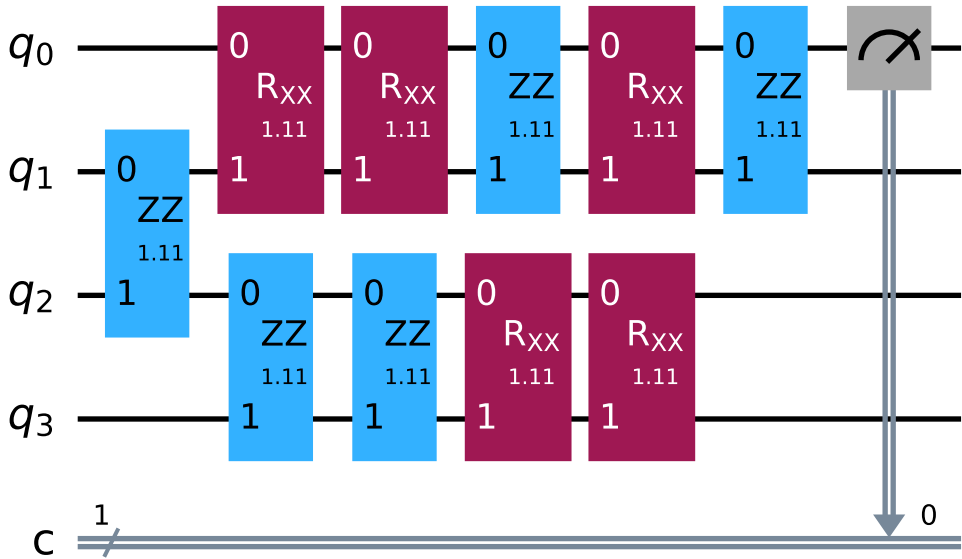 q0 0 0 0 0 0
RXX RXX ZZ RXX ZZ
1.11 1.11 1.11 1.11 1.11
q1 0 1 1 1 1 1
ZZ
1.11
q2 1 0 0 0 0
ZZ ZZ RXX RXX
1.11 1.11 1.11 1.11
q3 1 1 1 1
1 0
c